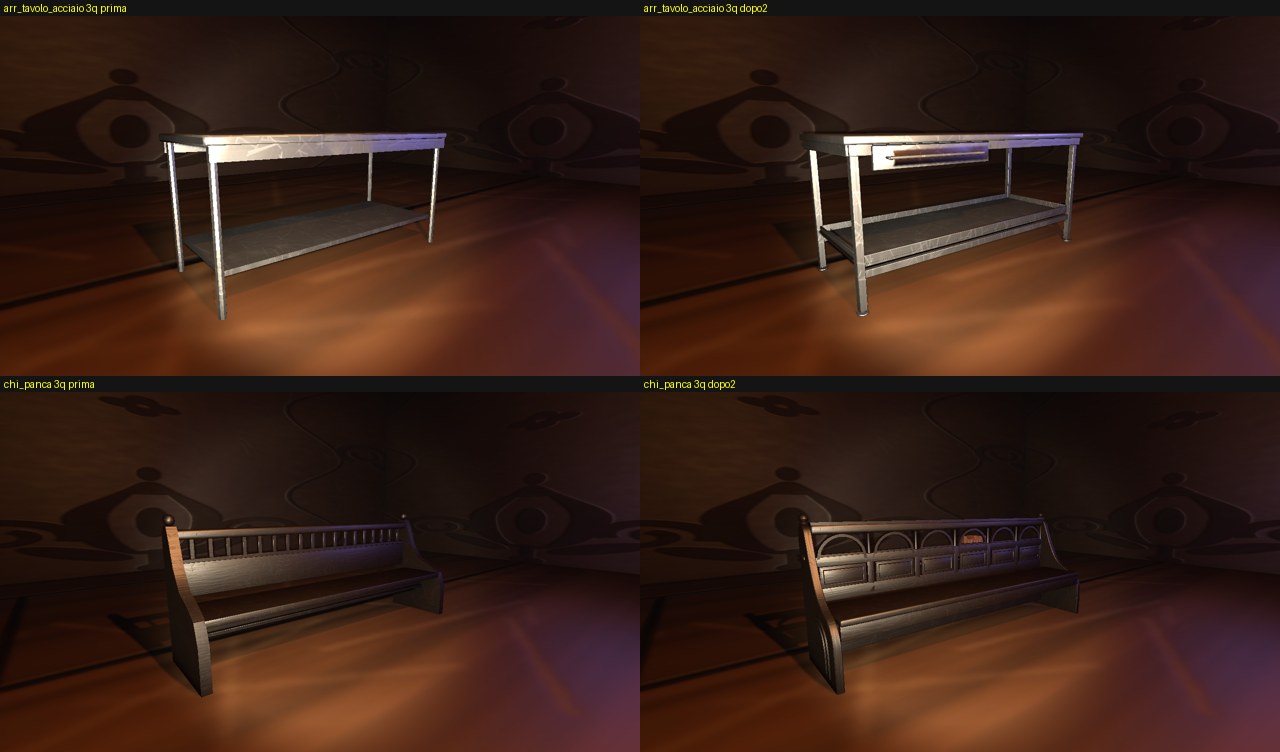 arr_tavolo_acciaio 3q prima
arr_tavolo_acciaio 3q dopo2
chi_panca 3q prima
chi_panca 3q dopo2